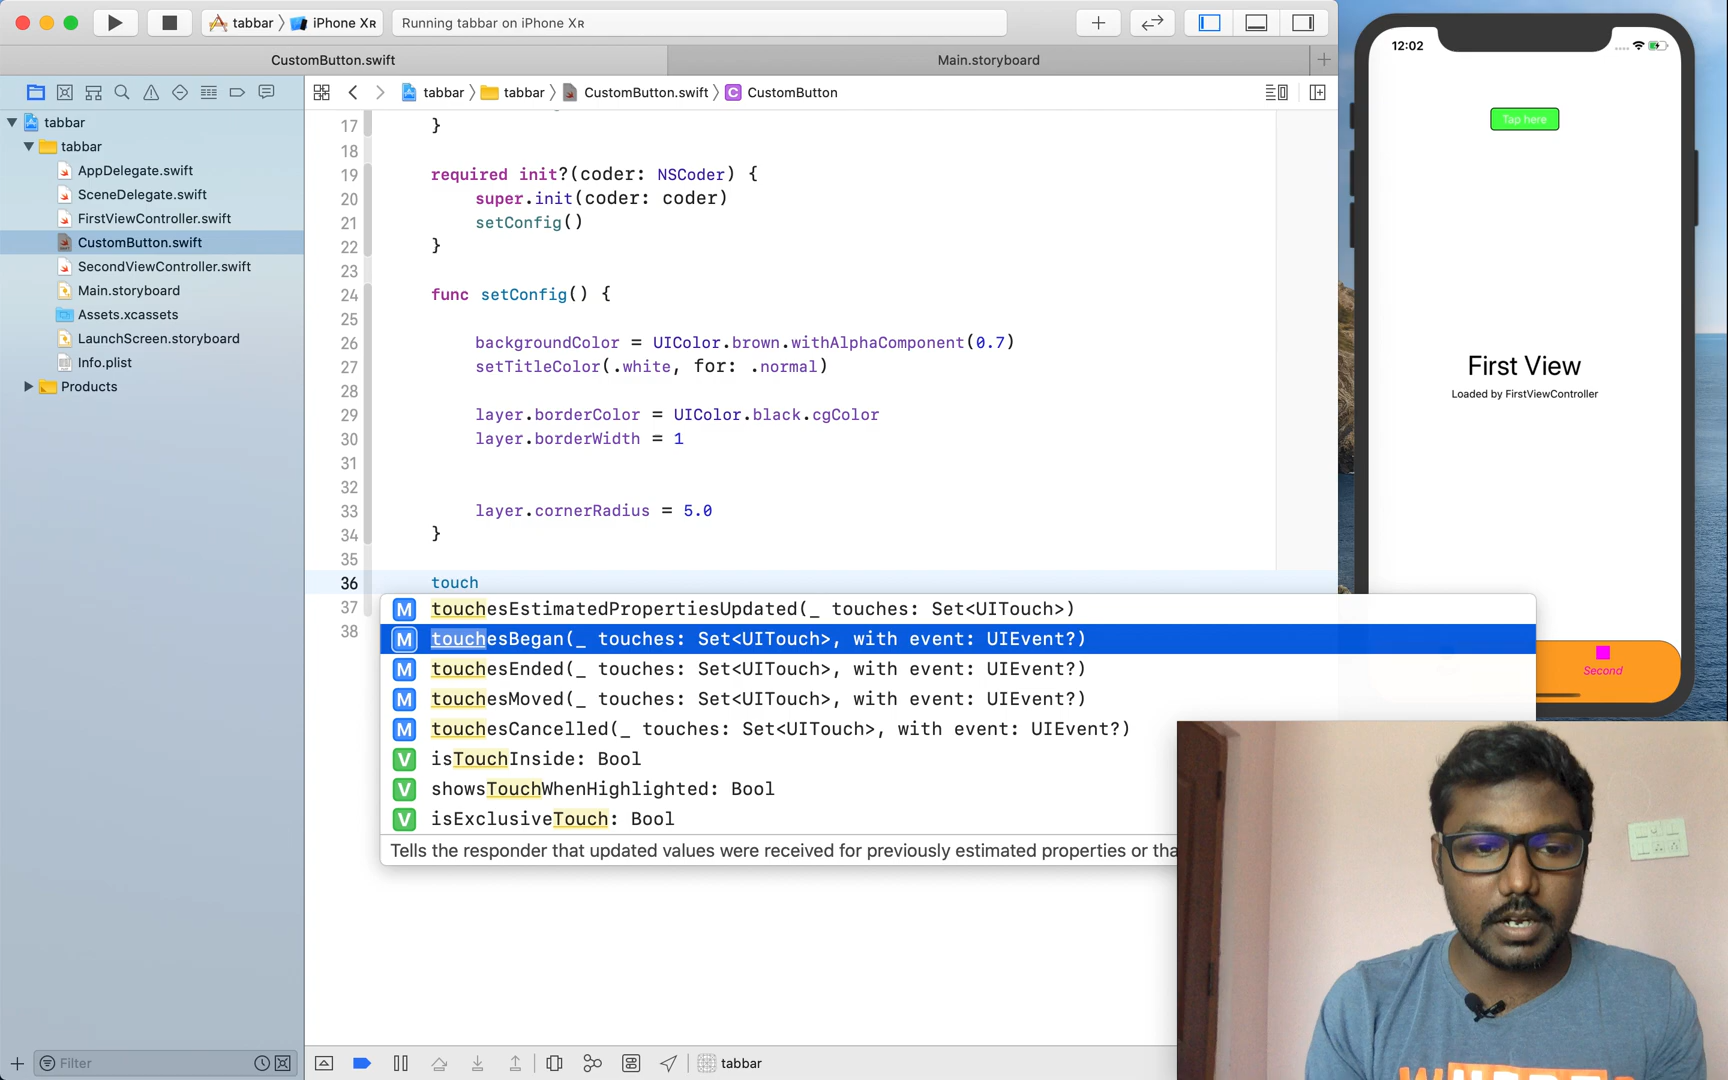 tabbar
iPhone XR
Running tabbar on iPhone XR
CustomButton.swift
Main.storyboard
tabbar
tabbar
CustomButton.swift
CustomButton
tabbar
tabbar
AppDelegate.swift
SceneDelegate.swift
FirstViewController.swift
CustomButton.swift
SecondViewController.swift
Main.storyboard
Assets.xcassets
LaunchScreen.storyboard
Info.plist
Products
17 }
18
19 required init?(coder: NSCoder) {
20 super.init(coder: coder)
21 setConfig()
22 }
23
24 func setConfig() {
25
26 backgroundColor = UIColor.brown.withAlphaComponent(0.7)
27 setTitleColor(.white, for: .normal)
28
29 layer.borderColor = UIColor.black.cgColor
30 layer.borderWidth = 1
31
32
33 layer.cornerRadius = 5.0
34 }
35
36 touch
37
38
M touchesEstimatedPropertiesUpdated(_ touches: Set<UITouch>)
M touchesBegan(_ touches: Set<UITouch>, with event: UIEvent?)
M touchesEnded(_ touches: Set<UITouch>, with event: UIEvent?)
M touchesMoved(_ touches: Set<UITouch>, with event: UIEvent?)
M touchesCancelled(_ touches: Set<UITouch>, with event: UIEvent?)
V isTouchInside: Bool
V showsTouchWhenHighlighted: Bool
V isExclusiveTouch: Bool
Tells the responder that updated values were received for previously estimated properties or tha
Filter
tabbar
12:02
Tap here
First View
Loaded by FirstViewController
Second